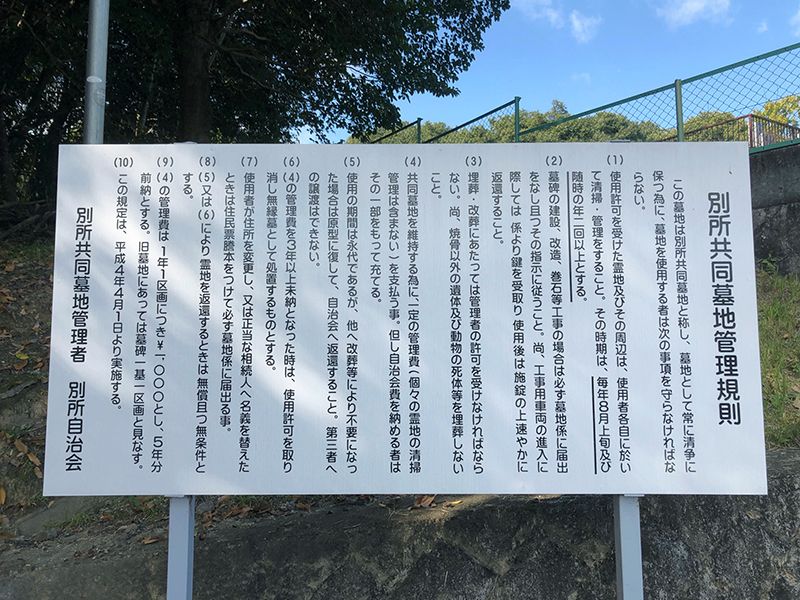 別所共同墓地管理規則
この墓地は別所共同墓地と称し、墓地として常に清浄に
保つ為に、墓地を使用する者は次の事項を守らなければな
らない。
(1) 使用許可を受けた霊地及びその周辺は、使用者各自に於い
て清掃・管理をすること。その時期は、毎年8月上旬及び
随時の年二回以上とする。
(2) 墓碑の建設、改造、巻石等工事の場合は必ず墓地係に届出
をなし且つその指示に従うこと。尚、工事用車両の進入に
際しては 係より鍵を受取り 使用後は施錠の上速やかに
返還すること。
(3) 埋葬・改葬にあたっては管理者の許可を受けなければなら
ない。尚、焼骨以外の遺体及び動物の死体等を埋葬しない
こと。
(4) 共同墓地を維持する為に、一定の管理費(個々の霊地の清掃
管理は含まない)を支払う事。但し自治会費を納める者は
その一部をもって充てる。
(5) 使用の期間は永代であるが、他へ改葬等により不要になっ
た場合は原型に復して、自治会へ返還すること。第三者へ
の譲渡はできない。
(6) (4)の管理費を3年以上未納となった時は、使用許可を取り
消し無縁墓として処置するものとする。
(7) 使用者が住所を変更し、又は正当な相続人へ名義を替えた
ときは住民票謄本をつけて必ず墓地係に届出る事。
(8) (5)又は(6)により霊地を返還するときは 無償且つ無条件と
する。
(9) (4)の管理費は 1年1区画につき¥一、〇〇〇とし、5年分
前納とする。旧墓地にあっては墓碑一基一区画と見なす。
(10) この規定は、平成4年4月1日より実施する。
別所共同墓地管理者 別所自治会